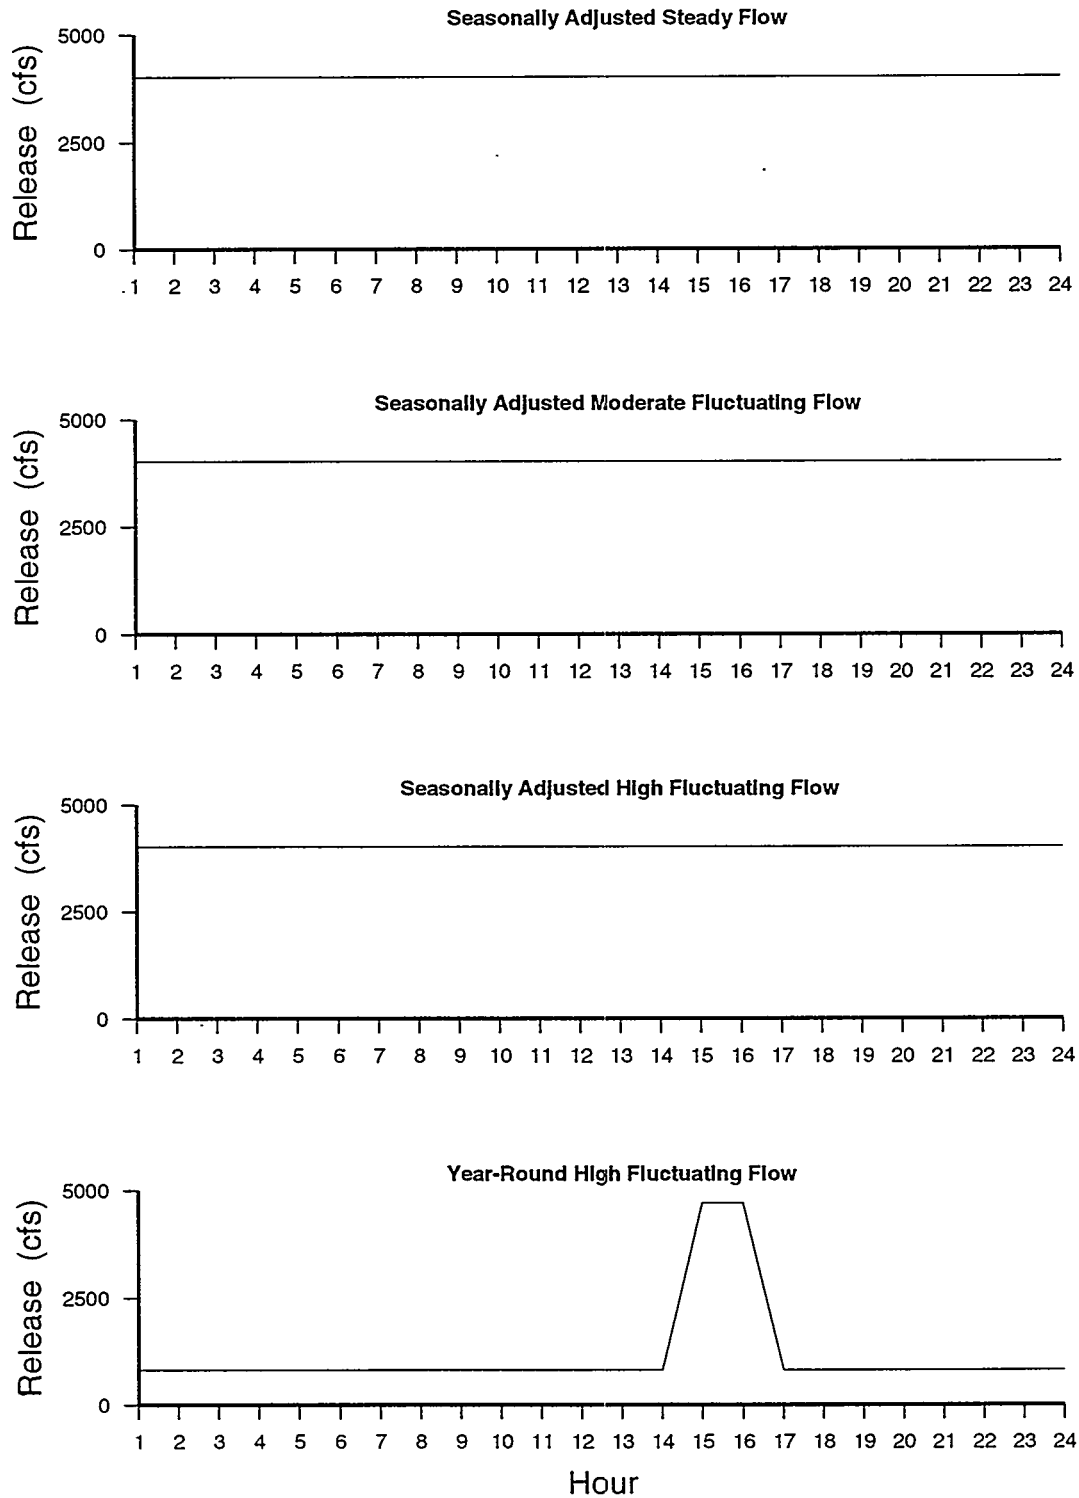 Seasonally Adjusted Steady Flow
5000
2500
0
Release (cfs)
.1 2 3 4 5 6 7 8 9 10 11 12 13 14 15 16 17 18 19 20 21 22 23 24
Seasonally Adjusted Moderate Fluctuating Flow
5000
2500
0
Release (cfs)
1 2 3 4 5 6 7 8 9 10 11 12 13 14 15 16 17 18 19 20 21 22 23 24
Seasonally Adjusted High Fluctuating Flow
5000
2500
0
Release (cfs)
1 2 3 4 5 6 7 8 9 10 11 12 13 14 15 16 17 18 19 20 21 22 23 24
Year-Round High Fluctuating Flow
5000
2500
0
Release (cfs)
1 2 3 4 5 6 7 8 9 10 11 12 13 14 15 16 17 18 19 20 21 22 23 24
Hour